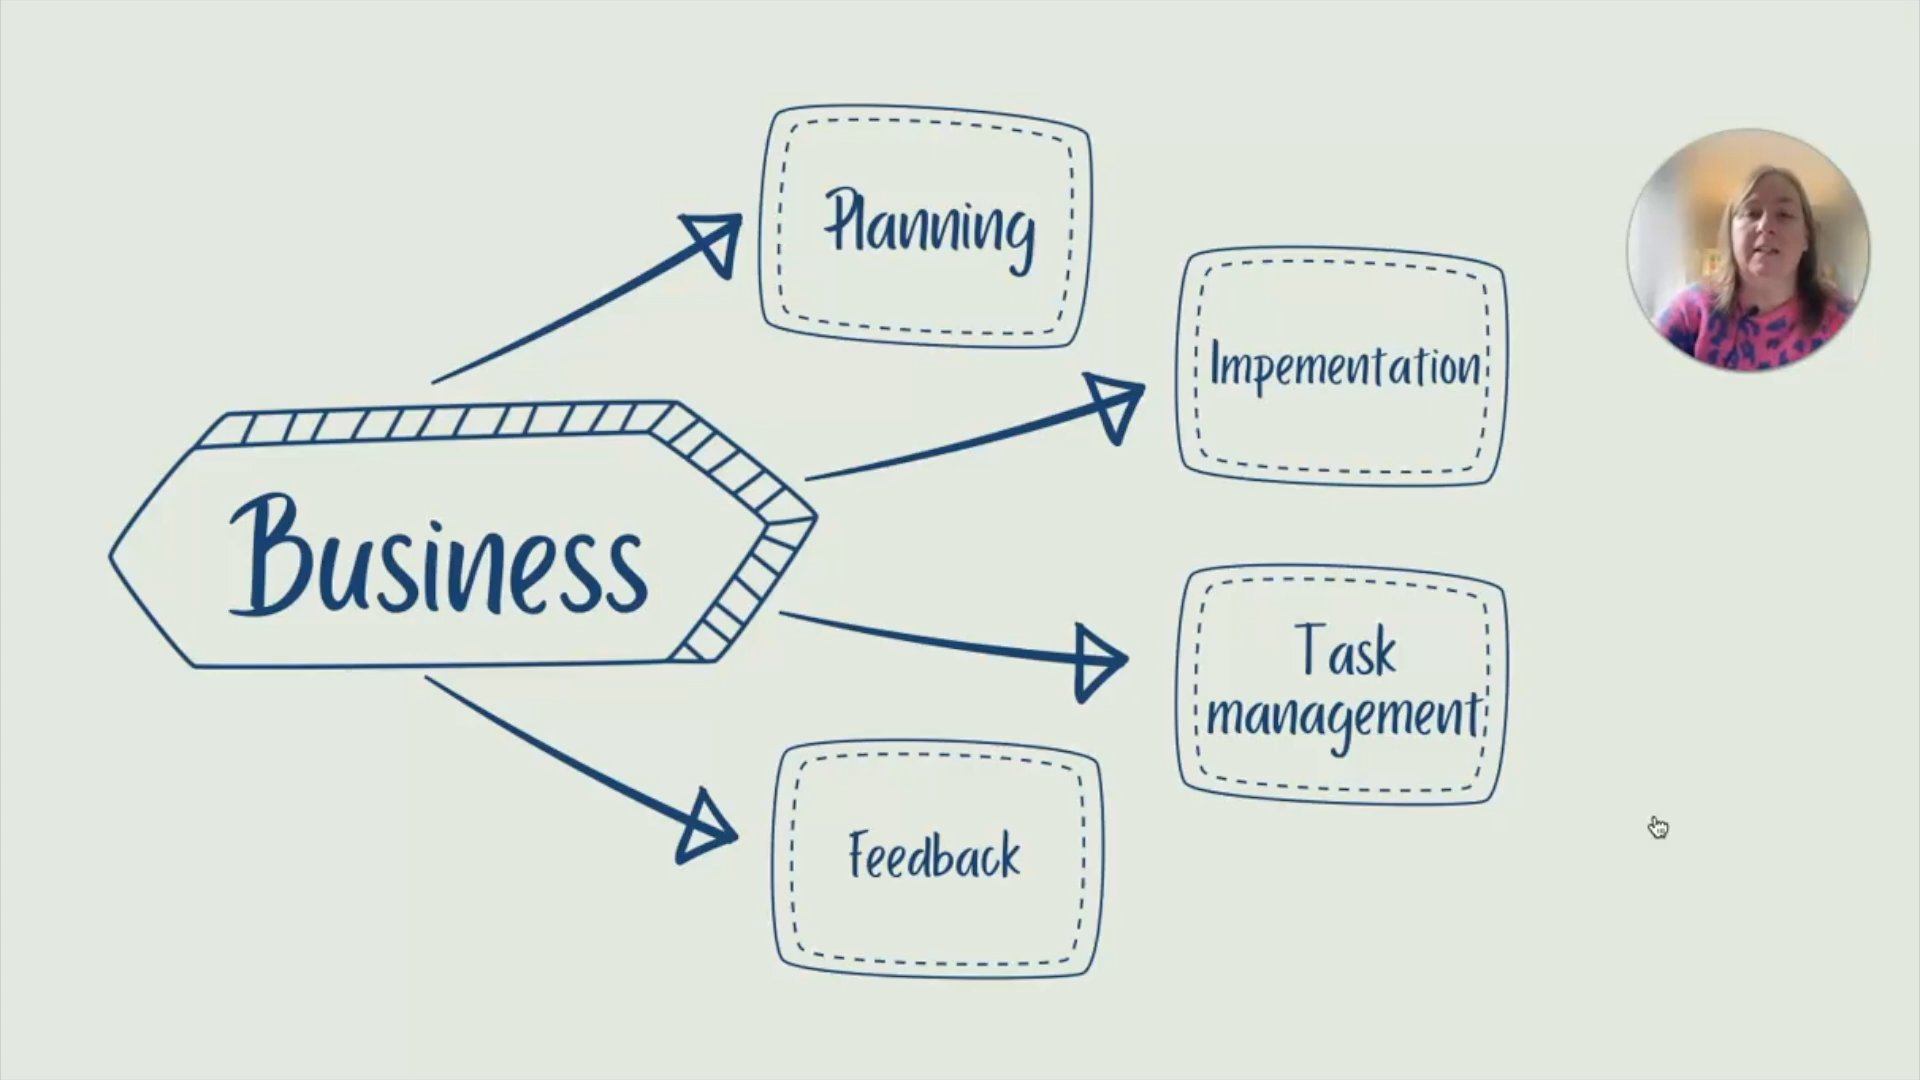 Planning
Impementation
Business
Task
management
Feedback